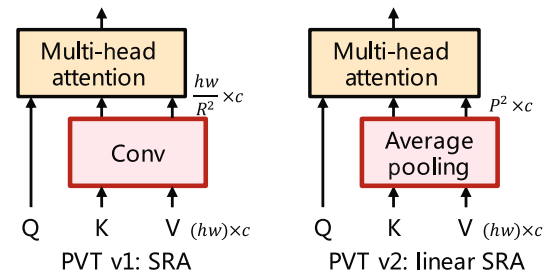 Multi-head
attention
hw/R² ×c
Conv
Q K V (hw)×c
PVT v1: SRA
Multi-head
attention
P² ×c
Average
pooling
Q K V (hw)×c
PVT v2: linear SRA